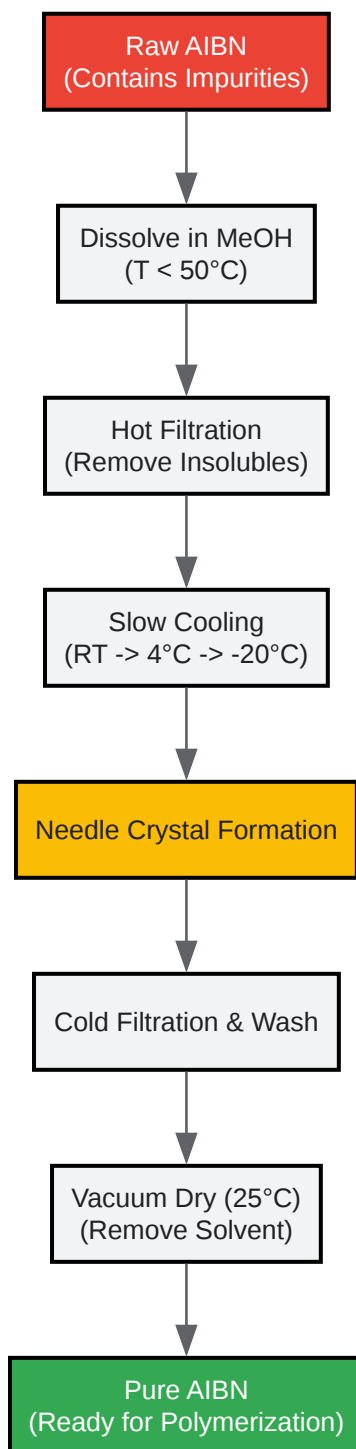 Raw AIBN
(Contains Impurities)
Dissolve in MeOH
(T < 50°C)
Hot Filtration
(Remove Insolubles)
Slow Cooling
(RT -> 4°C -> -20°C)
Needle Crystal Formation
Cold Filtration & Wash
Vacuum Dry (25°C)
(Remove Solvent)
Pure AIBN
(Ready for Polymerization)